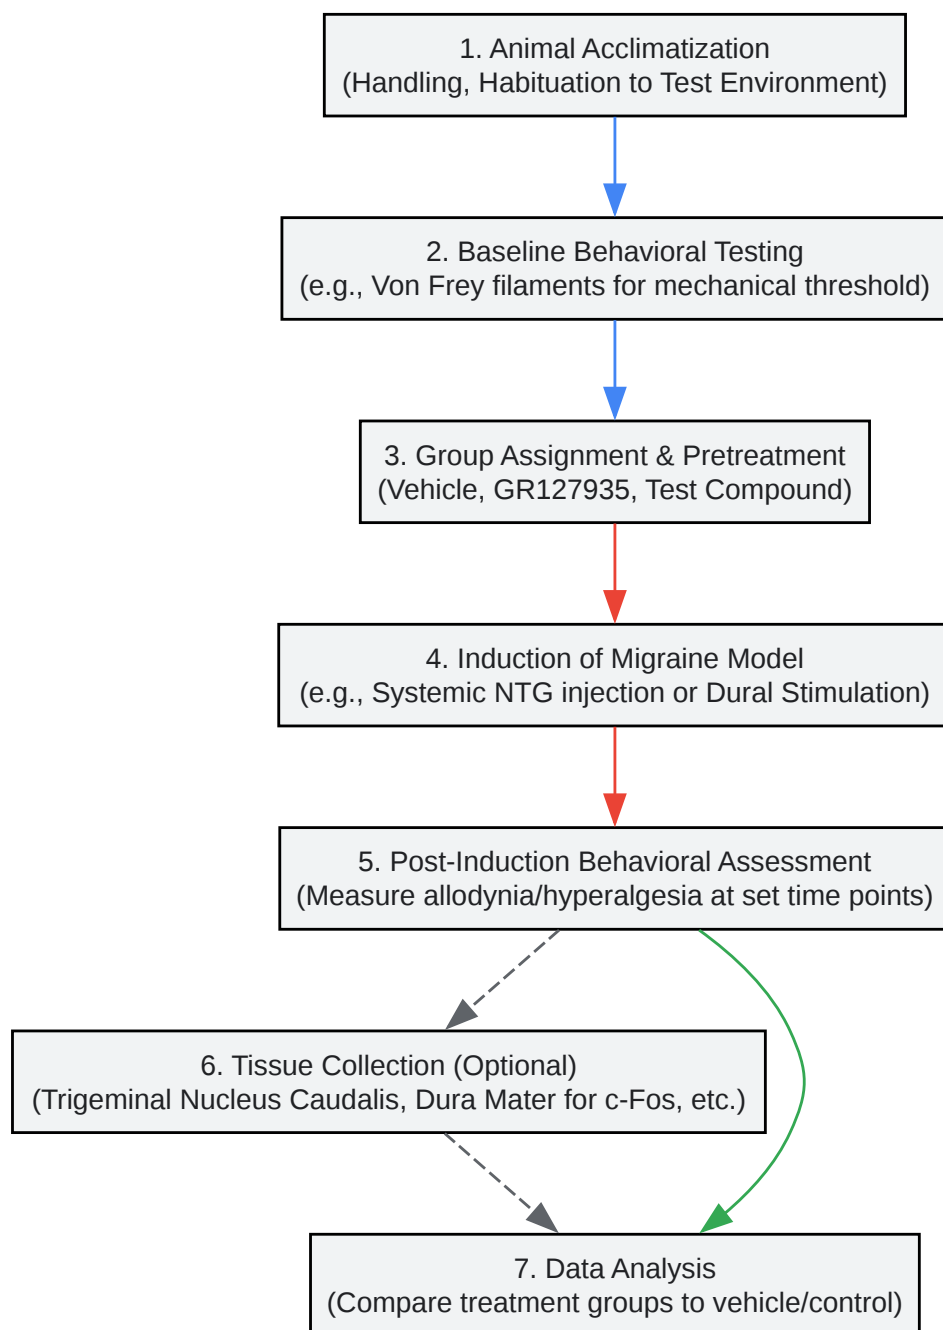 1. Animal Acclimatization
(Handling, Habituation to Test Environment)
2. Baseline Behavioral Testing
(e.g., Von Frey filaments for mechanical threshold)
3. Group Assignment & Pretreatment
(Vehicle, GR127935, Test Compound)
4. Induction of Migraine Model
(e.g., Systemic NTG injection or Dural Stimulation)
5. Post-Induction Behavioral Assessment
(Measure allodynia/hyperalgesia at set time points)
6. Tissue Collection (Optional)
(Trigeminal Nucleus Caudalis, Dura Mater for c-Fos, etc.)
7. Data Analysis
(Compare treatment groups to vehicle/control)